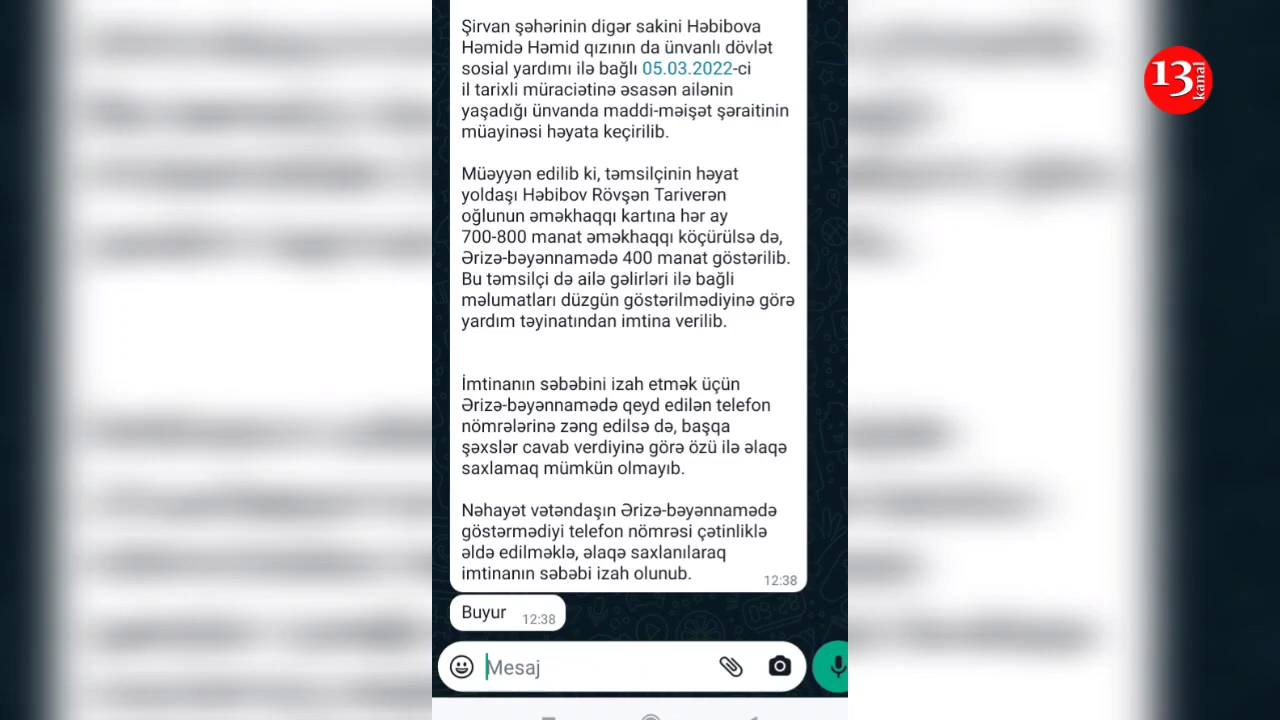 Şirvan şəhərinin digər sakini Həbibova
Həmidə Həmid qızının da ünvanlı dövlət
sosial yardımı ilə bağlı 05.03.2022-ci
il tarixli müraciətinə əsasən ailənin
yaşadığı ünvanda maddi-məişət şəraitinin
müayinəsi həyata keçirilib.
Müəyyən edilib ki, təmsilçinin həyat
yoldaşı Həbibov Rövşən Tariverən
oğlunun əməkhaqqı kartına hər ay
700-800 manat əməkhaqqı köçürülsə də,
Ərizə-bəyənnamədə 400 manat göstərilib.
Bu təmsilçi də ailə gəlirləri ilə bağli
məlumatları düzgün göstərilmədiyinə görə
yardım təyinatından imtina verilib.
İmtinanın səbəbini izah etmək üçün
Ərizə-bəyənnamədə qeyd edilən telefon
nömrələrinə zəng edilsə də, başqa
şəxslər cavab verdiyinə görə özü ilə əlaqə
saxlamaq mümkün olmayıb.
Nəhayət vətəndaşın Ərizə-bəyənnamədə
göstərmədiyi telefon nömrəsi çətinliklə
əldə edilməklə, əlaqə saxlanılaraq
imtinanın səbəbi izah olunub.
12:38
Buyur 12:38
Mesaj
13 kanal